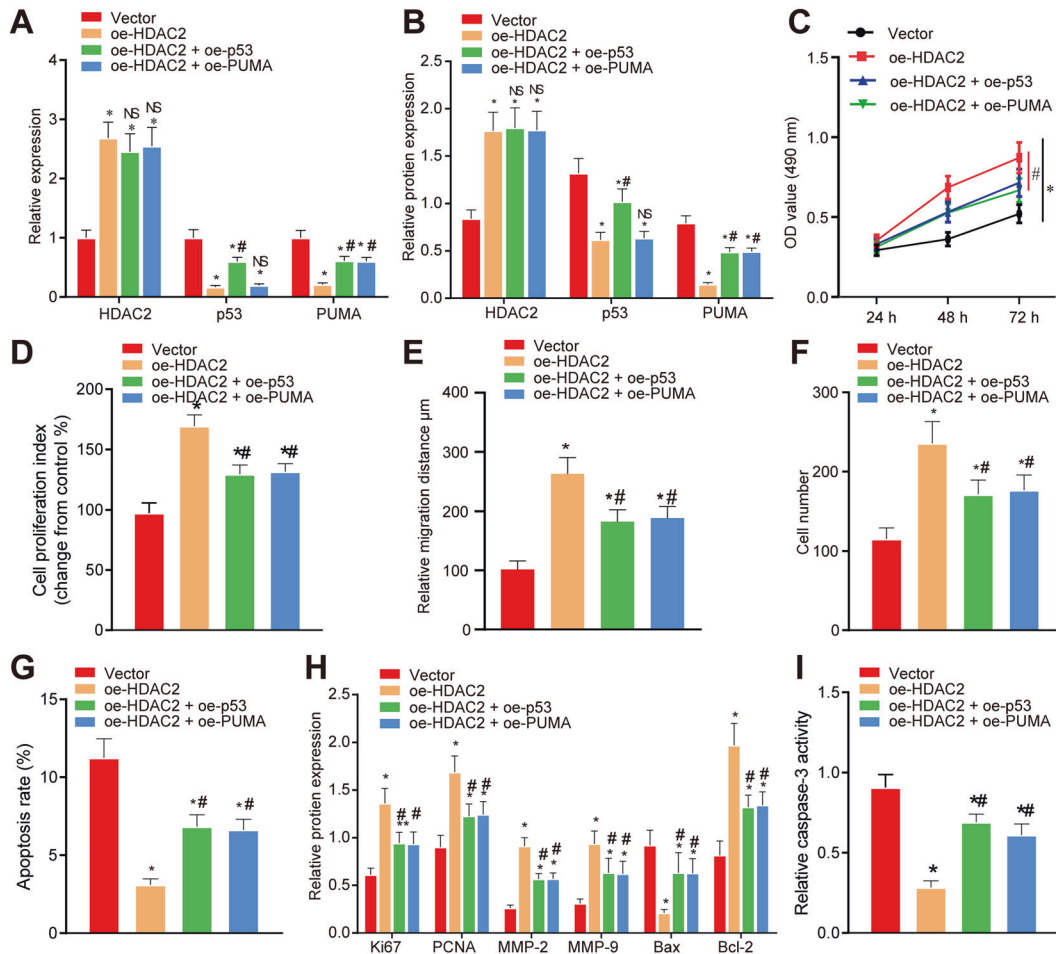 A
Vector
oe-HDAC2
oe-HDAC2 + oe-p53
oe-HDAC2 + oe-PUMA
Relative expression
4
3
2
1
0
* NS * NS *
* *# NS *
* *# *#
HDAC2 p53 PUMA
B
Vector
oe-HDAC2
oe-HDAC2 + oe-p53
oe-HDAC2 + oe-PUMA
Relative protien expression
2.5
2.0
1.5
1.0
0.5
0.0
* NS * NS *
* *# NS *
* *# *#
HDAC2 p53 PUMA
C
Vector
oe-HDAC2
oe-HDAC2 + oe-p53
oe-HDAC2 + oe-PUMA
OD value (490 nm)
1.5
1.0
0.5
0.0
# *
24 h 48 h 72 h
D
Vector
oe-HDAC2
oe-HDAC2 + oe-p53
oe-HDAC2 + oe-PUMA
Cell proliferation index
(change from control %)
200
150
100
50
0
* *# *#
E
Vector
oe-HDAC2
oe-HDAC2 + oe-p53
oe-HDAC2 + oe-PUMA
Relative migration distance μm
400
300
200
100
0
* *# *#
F
Vector
oe-HDAC2
oe-HDAC2 + oe-p53
oe-HDAC2 + oe-PUMA
Cell number
300
200
100
0
* *# *#
G
Vector
oe-HDAC2
oe-HDAC2 + oe-p53
oe-HDAC2 + oe-PUMA
Apoptosis rate (%)
15
10
5
0
* *# *#
H
Vector
oe-HDAC2
oe-HDAC2 + oe-p53
oe-HDAC2 + oe-PUMA
Relative protien expression
2.5
2.0
1.5
1.0
0.5
0.0
* # ** #
* # * # *
* # * # *
* # * # *
* # * # *
* # * # *
Ki67 PCNA MMP-2 MMP-9 Bax Bcl-2
I
Vector
oe-HDAC2
oe-HDAC2 + oe-p53
oe-HDAC2 + oe-PUMA
Relative caspase-3 activity
1.5
1.0
0.5
0.0
* *# *#